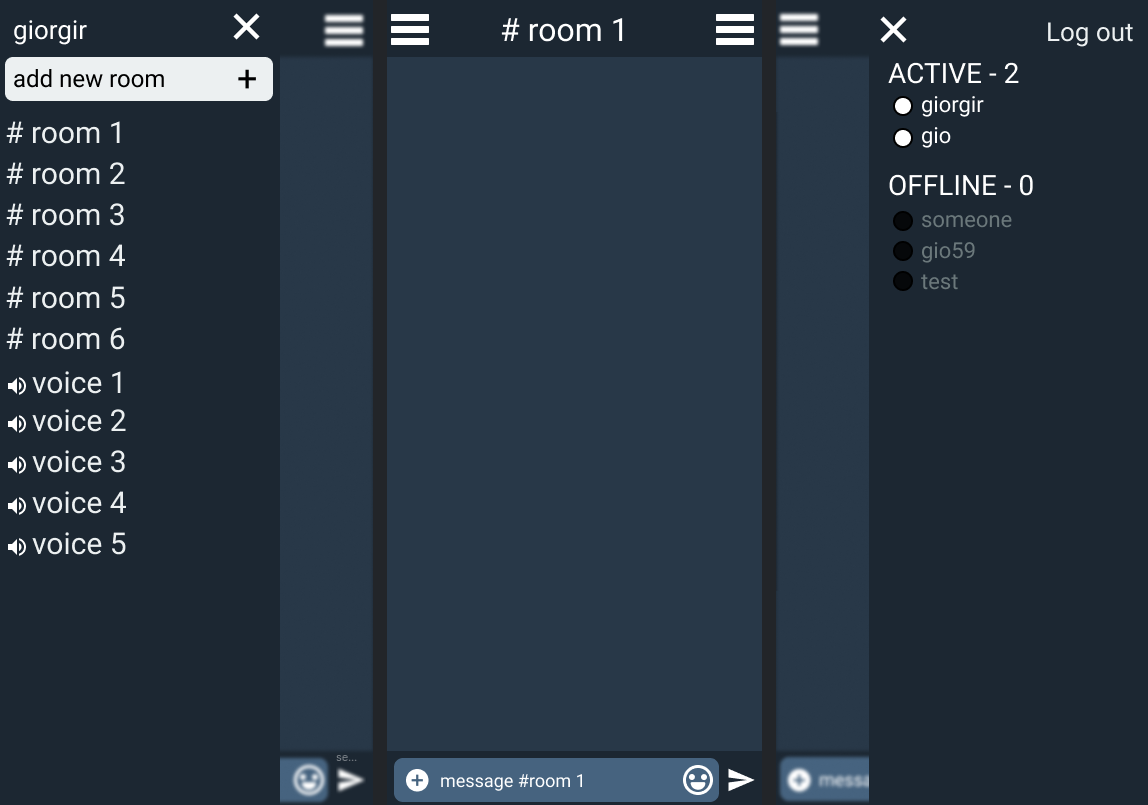 giorgir
add new room
# room 1
# room 2
# room 3
# room 4
# room 5
# room 6
voice 1
voice 2
voice 3
voice 4
voice 5
se...
# room 1
message #room 1
Log out
ACTIVE - 2
giorgir
gio
OFFLINE - 0
someone
gio59
test
messa